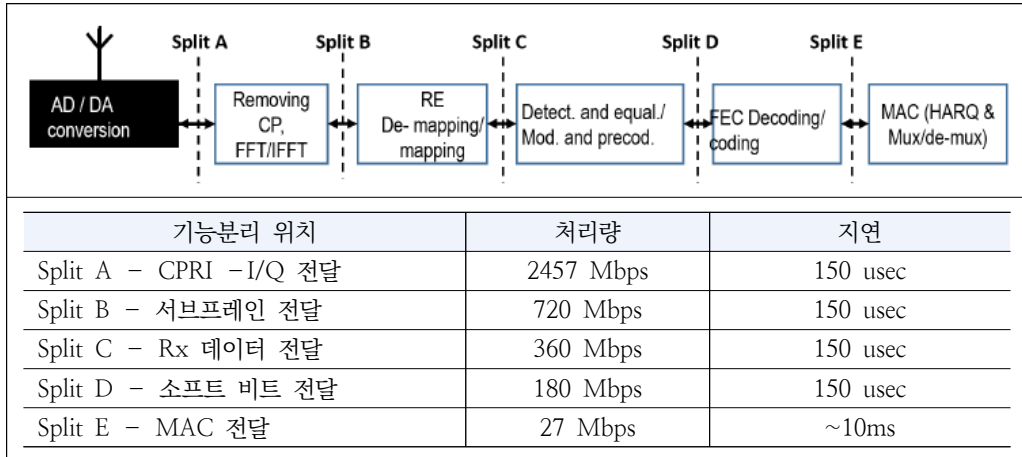 Split A Split B Split C Split D Split E
AD / DA
conversion
Removing
CP,
FFT/IFFT
RE
De- mapping/
mapping
Detect. and equal./
Mod. and precod.
FEC Decoding/
coding
MAC (HARQ &
Mux/de-mux)
기능분리 위치 처리량 지연
Split A - CPRI -I/Q 전달 2457 Mbps 150 usec
Split B - 서브프레인 전달 720 Mbps 150 usec
Split C - Rx 데이터 전달 360 Mbps 150 usec
Split D - 소프트 비트 전달 180 Mbps 150 usec
Split E - MAC 전달 27 Mbps ~10ms